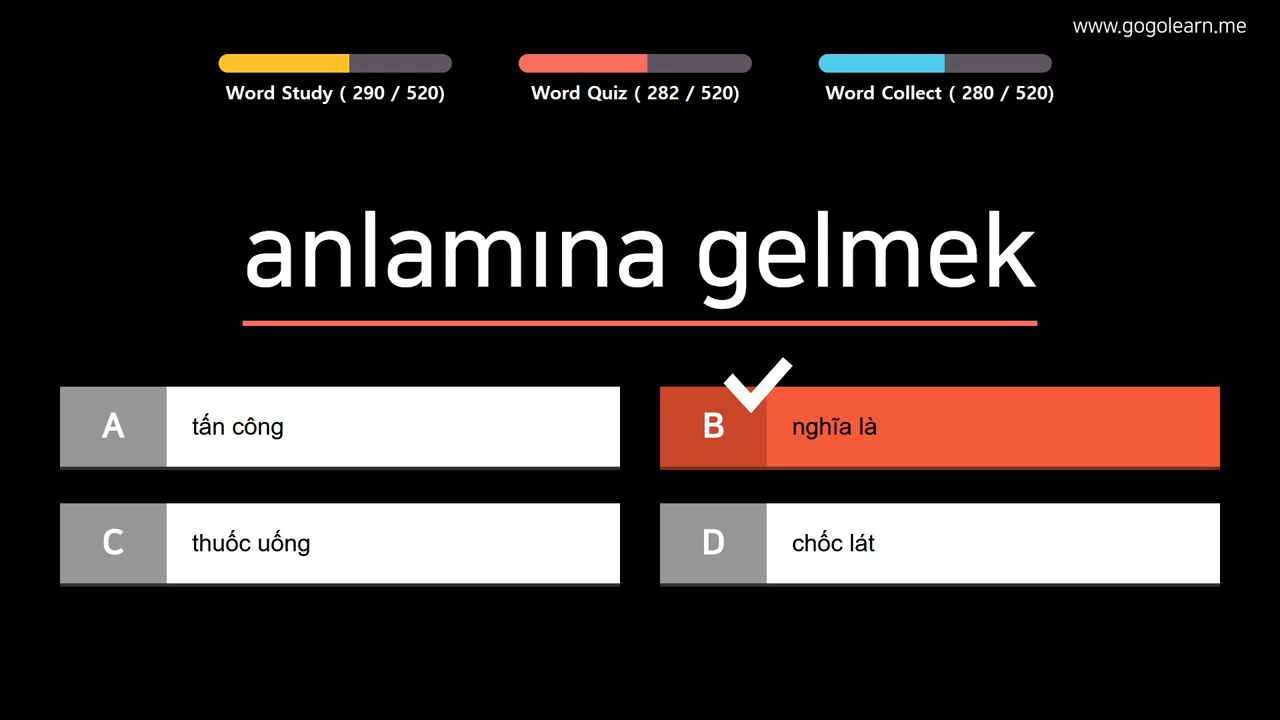 www.gogolearn.me
Word Study ( 290 / 520)
Word Quiz ( 282 / 520)
Word Collect ( 280 / 520)
anlamına gelmek
A
tấn công
B
nghĩa là
C
thuốc uống
D
chốc lát